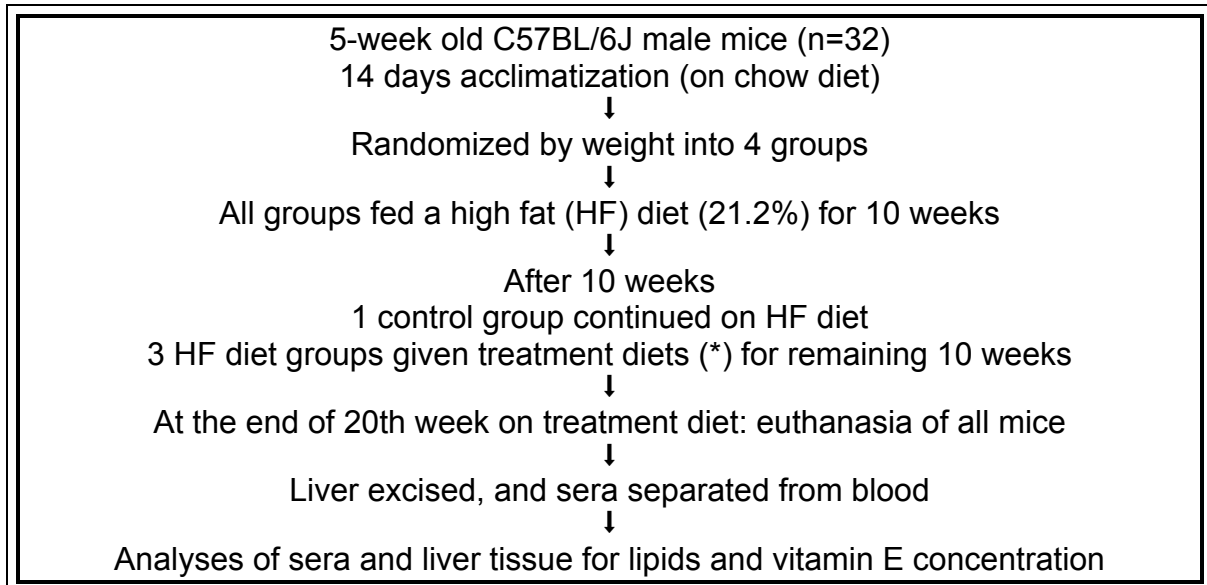 5-week old C57BL/6J male mice (n=32)
14 days acclimatization (on chow diet)
Randomized by weight into 4 groups
All groups fed a high fat (HF) diet (21.2%) for 10 weeks
After 10 weeks
1 control group continued on HF diet
3 HF diet groups given treatment diets (*) for remaining 10 weeks
At the end of 20th week on treatment diet: euthanasia of all mice
Liver excised, and sera separated from blood
Analyses of sera and liver tissue for lipids and vitamin E concentration